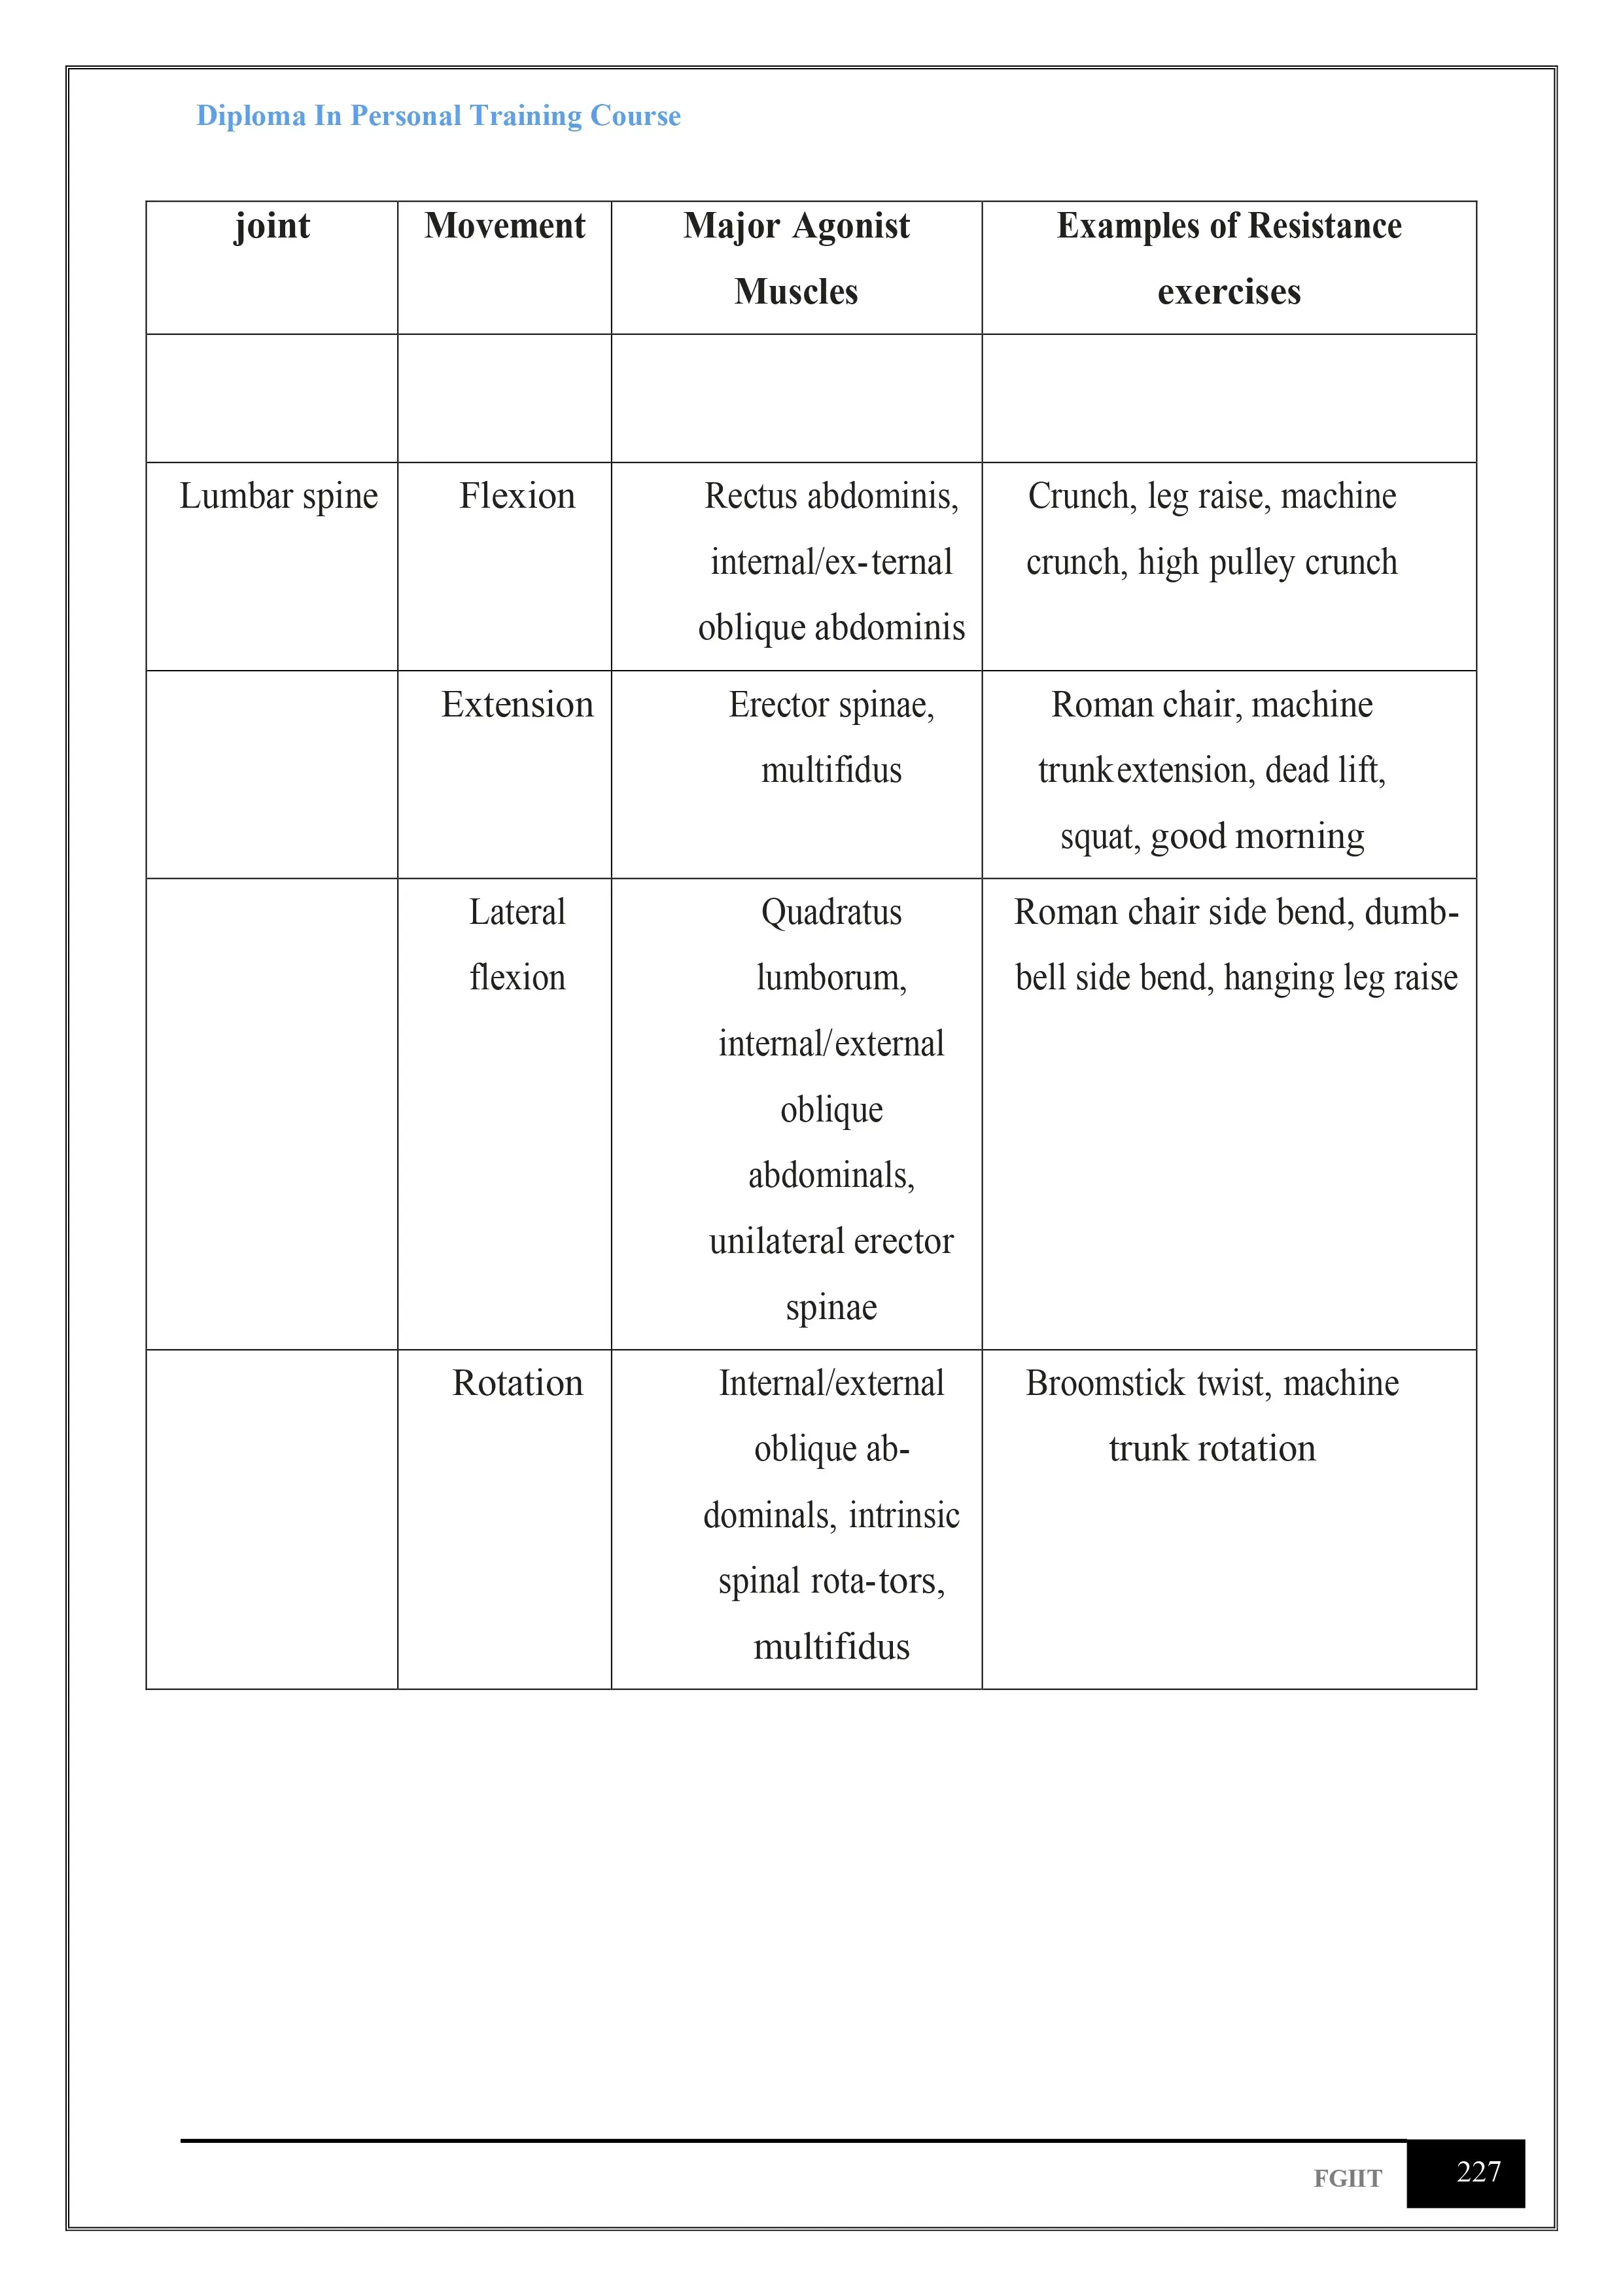 Diploma In Personal Training Course
joint Movement Major Agonist Examples of Resistance
Muscles exercises
Lumbar spine Flexion Rectus abdominis, Crunch, leg raise, machine
internal/ex-ternal crunch, high pulley crunch
oblique abdominis
Extension Erector spinae, Roman chair, machine
multifidus trunkextension, dead lift,
squat, good morning
Lateral Quadratus Roman chair side bend, dumb-
flexion lumborum, bell side bend, hanging leg raise
internal/external
oblique
abdominals,
unilateral erector
spinae
Rotation Internal/external Broomstick twist, machine
oblique ab- trunk rotation
dominals, intrinsic
spinal rota-tors,
multifidus
FGIIT 227